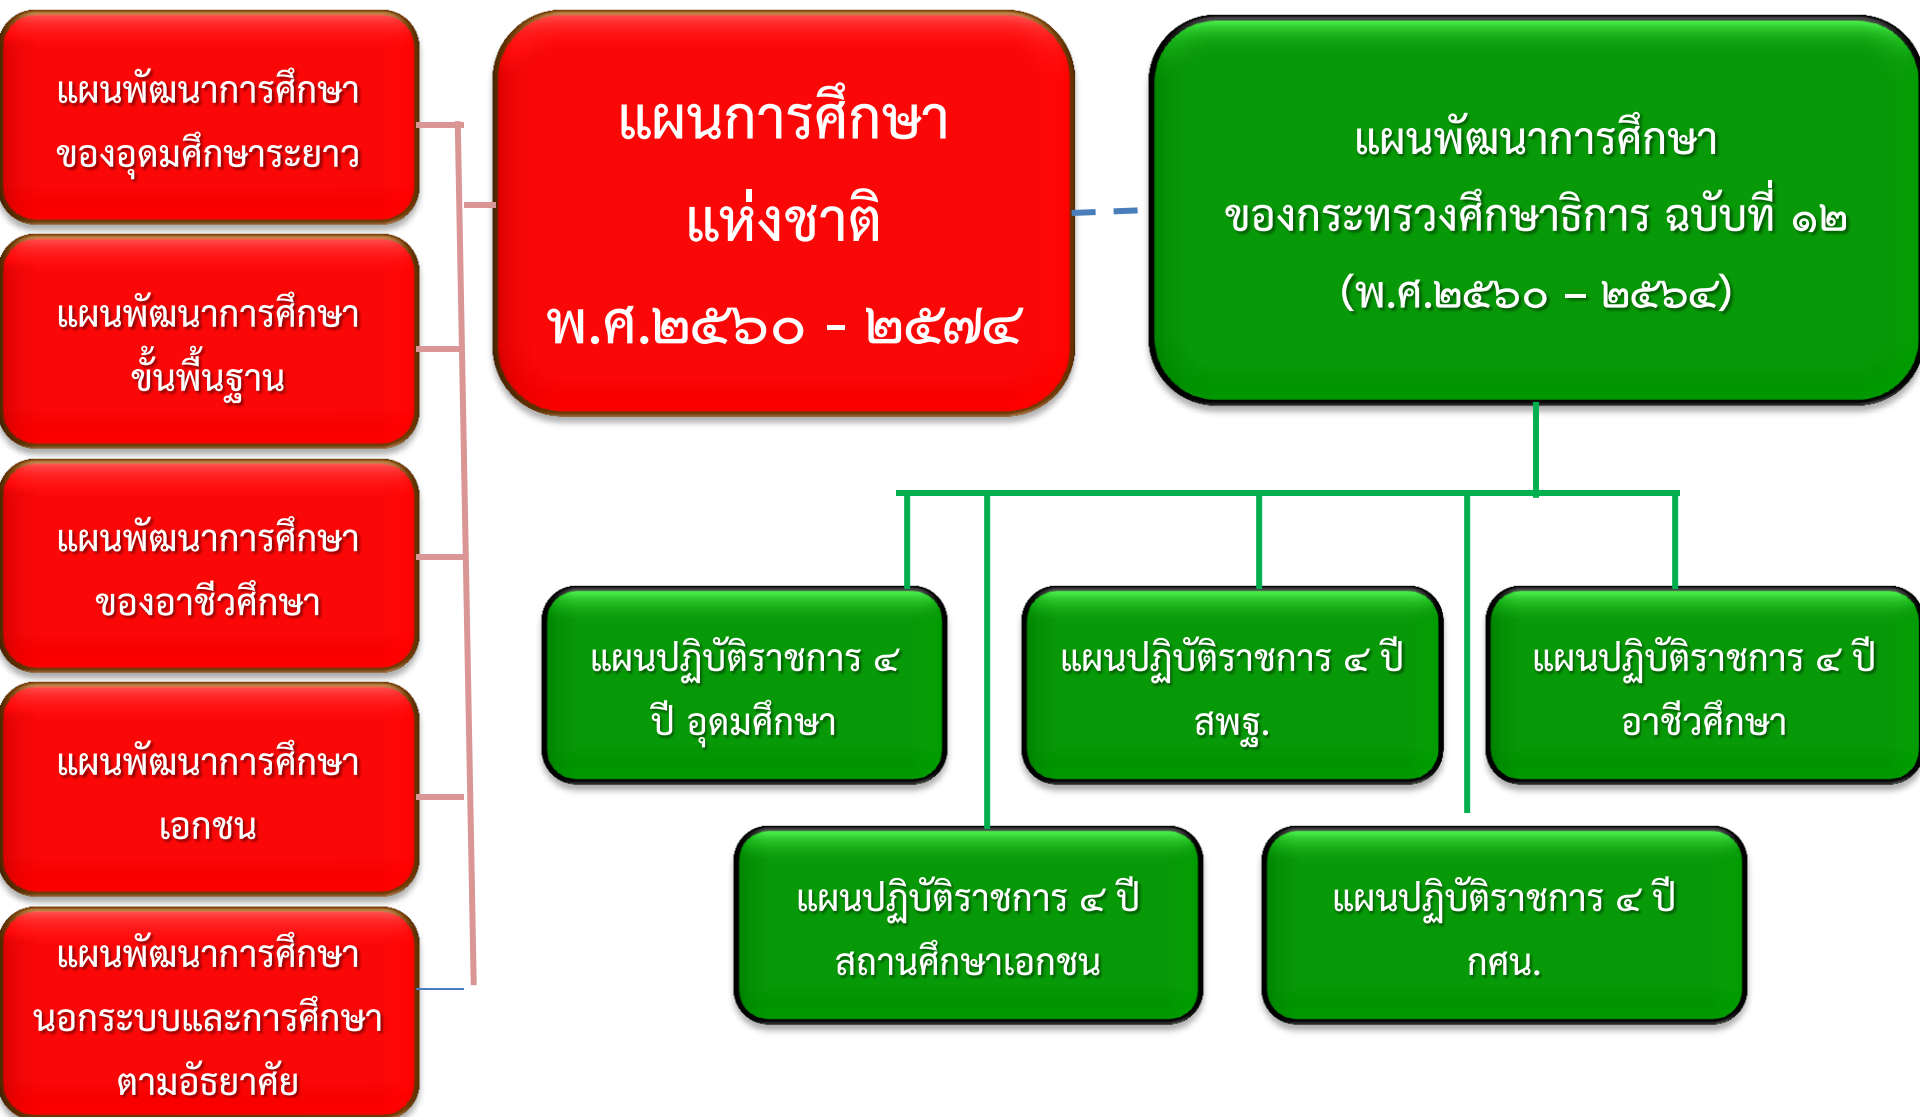 แผนพัฒนาการศึกษา
ของอุดมศึกษาระยาว
แผนพัฒนาการศึกษา
ขั้นพื้นฐาน
แผนพัฒนาการศึกษา
ของอาชีวศึกษา
แผนพัฒนาการศึกษา
เอกชน
แผนพัฒนาการศึกษา
นอกระบบและการศึกษา
ตามอัธยาศัย
แผนการศึกษา
แห่งชาติ
พ.ศ.๒๕๖๐ - ๒๕๗๔
แผนพัฒนาการศึกษา
ของกระทรวงศึกษาธิการ ฉบับที่ ๑๒
(พ.ศ.๒๕๖๐ – ๒๕๖๔)
แผนปฏิบัติราชการ ๔
ปี อุดมศึกษา
แผนปฏิบัติราชการ ๔ ปี
สพฐ.
แผนปฏิบัติราชการ ๔ ปี
อาชีวศึกษา
แผนปฏิบัติราชการ ๔ ปี
สถานศึกษาเอกชน
แผนปฏิบัติราชการ ๔ ปี
กศน.